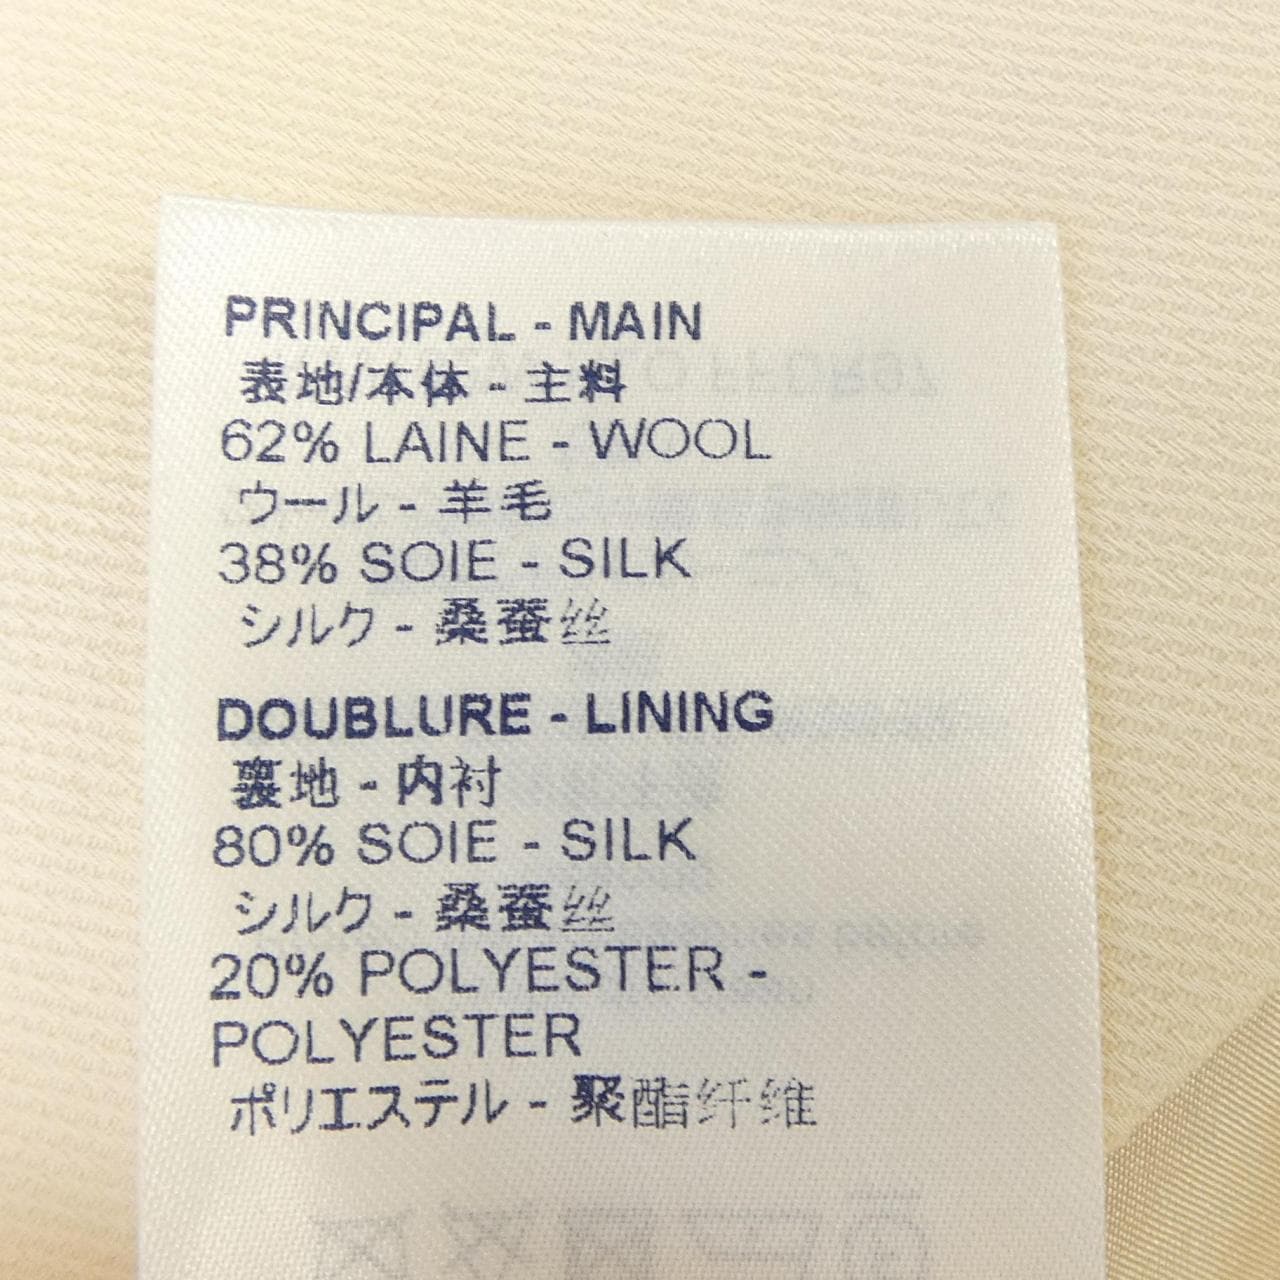 PRINCIPAL - MAIN
表地/本体 - 主料
62% LAINE - WOOL
ウール - 羊毛
38% SOIE - SILK
シルク - 桑蚕丝
DOUBLURE - LINING
裏地 - 内衬
80% SOIE - SILK
シルク - 桑蚕丝
20% POLYESTER -
POLYESTER
ポリエステル - 聚酯纤维